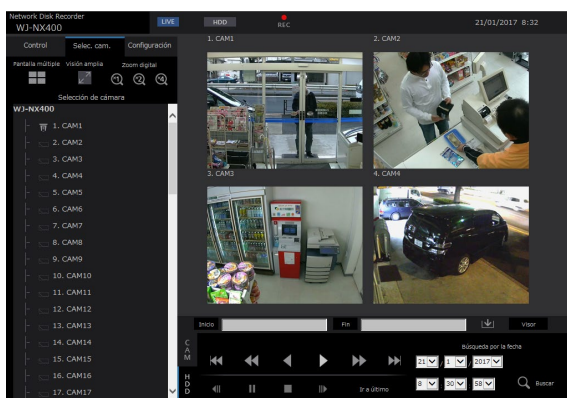 Network Disk Recorder
WJ-NX400
LIVE
HDD
REC
21/01/2017 8:32
Control
Selec. cam.
Configuración
Pantalla múltiple
Visión amplia
Zoom digital
Selección de cámara
WJ-NX400
1. CAM1
2. CAM2
3. CAM3
4. CAM4
5. CAM5
6. CAM6
7. CAM7
8. CAM8
9. CAM9
10. CAM10
11. CAM11
12. CAM12
13. CAM13
14. CAM14
15. CAM15
16. CAM16
17. CAM17
1. CAM1
2. CAM2
3. CAM3
4. CAM4
Inicio
Fin
Visor
CAM
HDD
Ir a último
Búsqueda por la fecha
21 / 1 / 2017
8 : 30 : 58
Buscar